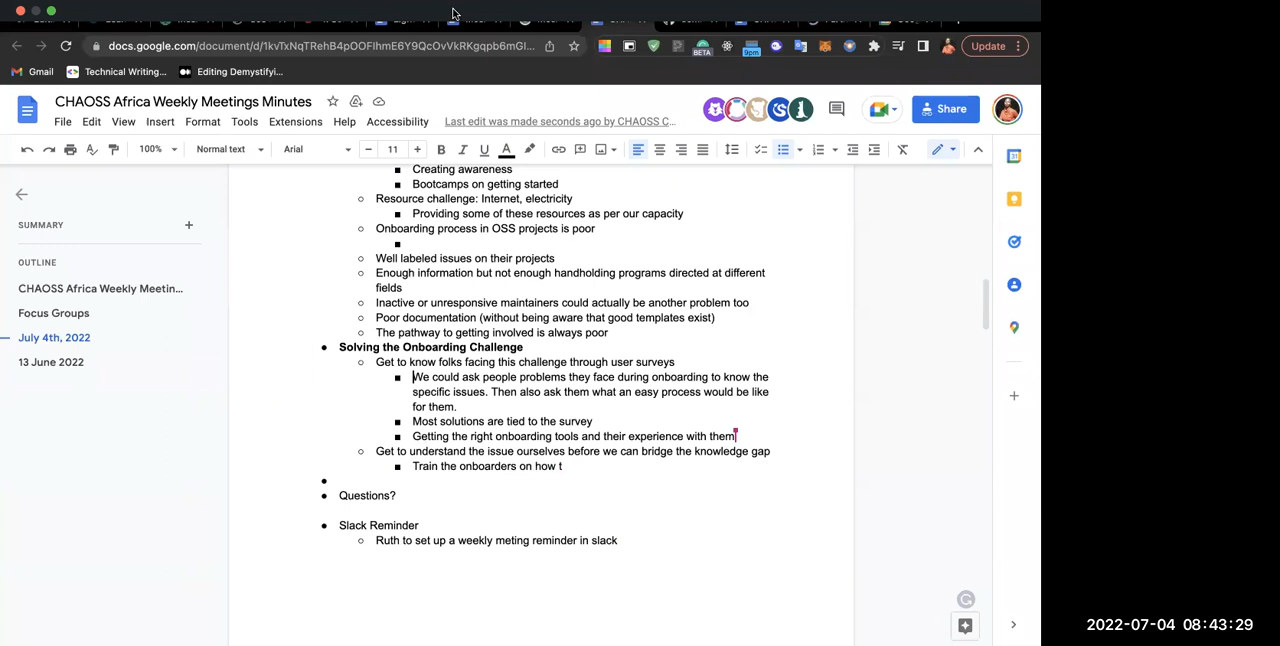 docs.google.com/document/d/1kvTxNqTRehB4pOOFIhmE6Y9QcOvVkRKgqpb6mGI...
BETA
9pm
Update
Gmail
Technical Writing...
Editing Demystifyi...
CHAOSS Africa Weekly Meetings Minutes
File Edit View Insert Format Tools Extensions Help Accessibility
Last edit was made seconds ago by CHAOSS C...
Share
100%
Normal text
Arial
11
SUMMARY
OUTLINE
CHAOSS Africa Weekly Meetin...
Focus Groups
July 4th, 2022
13 June 2022
Creating awareness
Bootcamps on getting started
Resource challenge: Internet, electricity
Providing some of these resources as per our capacity
Onboarding process in OSS projects is poor
Well labeled issues on their projects
Enough information but not enough handholding programs directed at different
fields
Inactive or unresponsive maintainers could actually be another problem too
Poor documentation (without being aware that good templates exist)
The pathway to getting involved is always poor
Solving the Onboarding Challenge
Get to know folks facing this challenge through user surveys
We could ask people problems they face during onboarding to know the
specific issues. Then also ask them what an easy process would be like
for them.
Most solutions are tied to the survey
Getting the right onboarding tools and their experience with them
Get to understand the issue ourselves before we can bridge the knowledge gap
Train the onboarders on how t
Questions?
Slack Reminder
Ruth to set up a weekly meting reminder in slack
2022-07-04 08:43:29